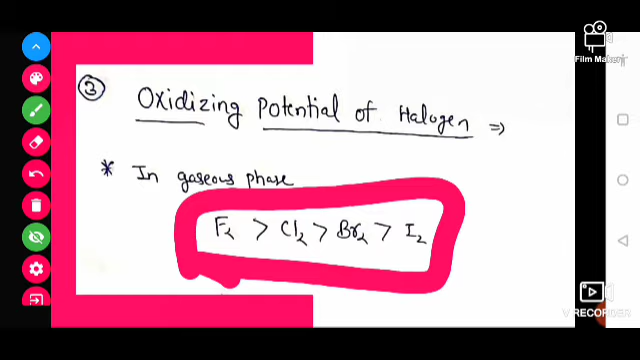 ③ Oxidizing Potential of Halogen ⇒
* In gaseous phase
F₂ > Cl₂ > Br₂ > I₂
Film Maker
V RECORDER